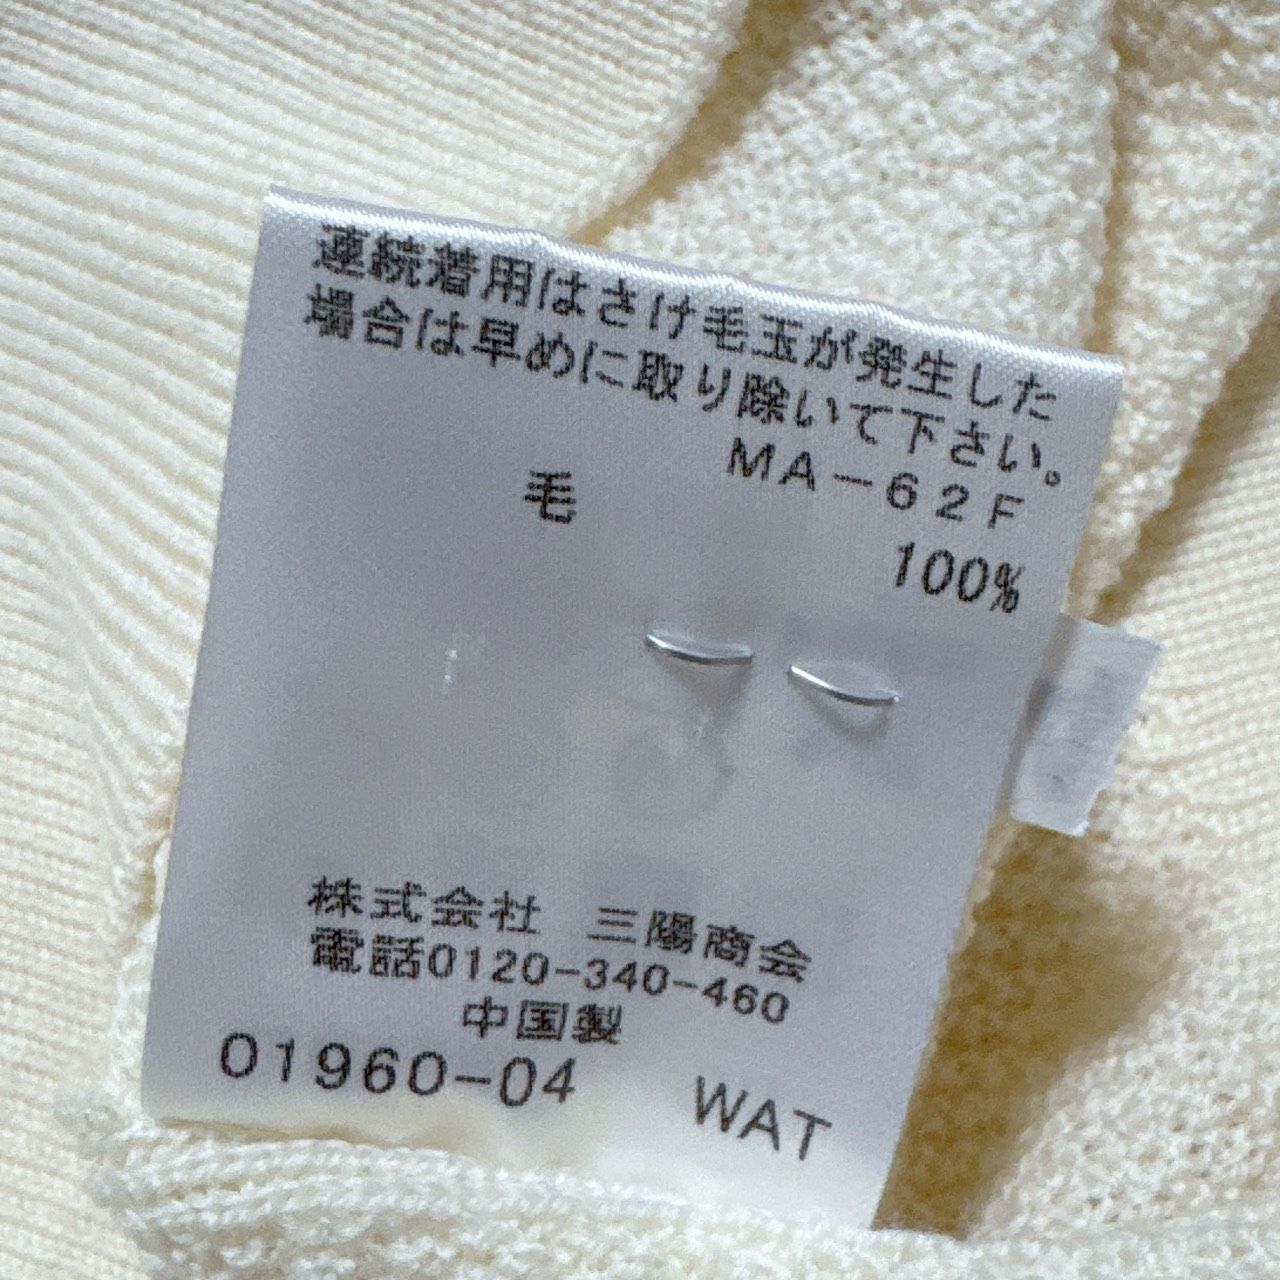 連続着用はさけ毛玉が発生した
場合は早めに取り除いて下さい。
MA-62F
毛 100%
株式会社 三陽商会
電話0120-340-460
中国製
01960-04 WAT